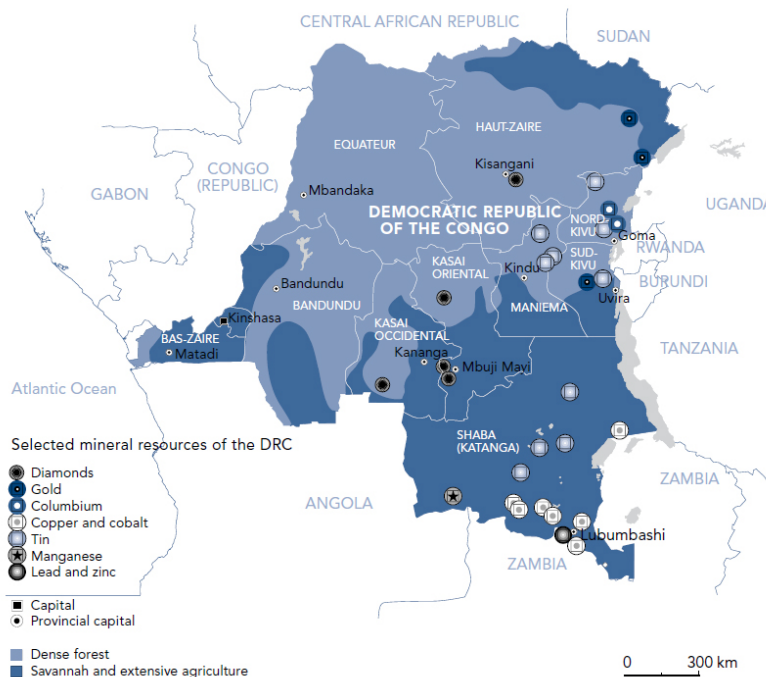 CENTRAL AFRICAN REPUBLIC
SUDAN
HAUT-ZAIRE
EQUATEUR
CONGO
(REPUBLIC)
Kisangani
GABON
Mbandaka
UGANDA
DEMOCRATIC REPUBLIC
OF THE CONGO
NORD-
KIVU
Goma
RWANDA
KASAI
ORIENTAL
Kindu
SUD-
KIVU
BURUNDI
Bandundu
BANDUNDU
Uvira
MANIEMA
Kinshasa
KASAI
OCCIDENTAL
BAS-ZAIRE
Matadi
Kananga
Mbuji Mavi
TANZANIA
Atlantic Ocean
SHABA
(KATANGA)
ANGOLA
ZAMBIA
Lubumbashi
ZAMBIA
Selected mineral resources of the DRC
Diamonds
Gold
Columbium
Copper and cobalt
Tin
Manganese
Lead and zinc
Capital
Provincial capital
Dense forest
Savannah and extensive agriculture
0 300 km